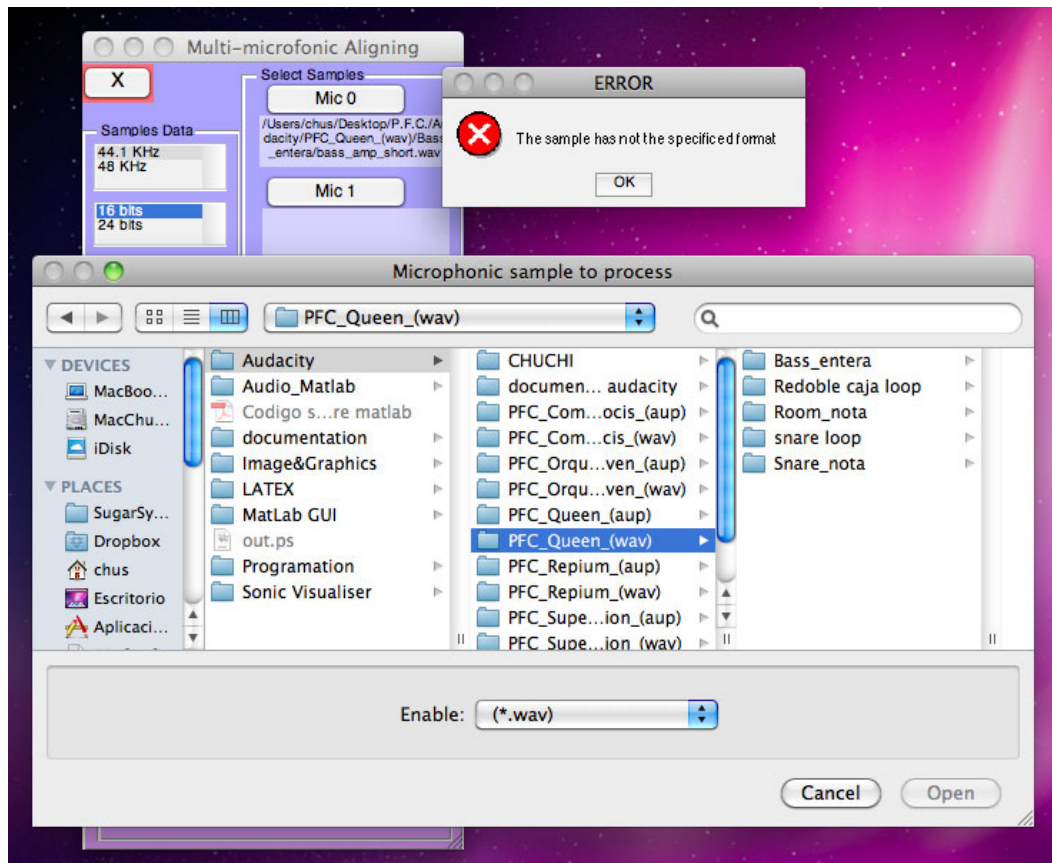 Multi-microfonic Aligning
X
Select Samples
Mic 0
/Users/chus/Desktop/P.F.C./A
dacity/PFC_Queen_(wav)/Bas
_entera/bass_amp_short.wav
Mic 1
Samples Data
44.1 KHz
48 KHz
16 bits
24 bits
ERROR
The sample has not the specificed format
OK
Microphonic sample to process
PFC_Queen_(wav)
DEVICES
MacBoo...
MacChu...
iDisk
PLACES
SugarSy...
Dropbox
chus
Escritorio
Aplicaci...
Audacity
Audio_Matlab
Codigo s...re matlab
documentation
Image&Graphics
LATEX
MatLab GUI
out.ps
Programation
Sonic Visualiser
CHUCHI
documen... audacity
PFC_Com...ocis_(aup)
PFC_Com...cis_(wav)
PFC_Orqu...ven_(aup)
PFC_Orqu...ven_(wav)
PFC_Queen_(aup)
PFC_Queen_(wav)
PFC_Repium_(aup)
PFC_Repium_(wav)
PFC_Supe...ion_(aup)
PFC_Supe...ion_(wav)
Bass_entera
Redoble caja loop
Room_nota
snare loop
Snare_nota
Enable:
(*.wav)
Cancel
Open